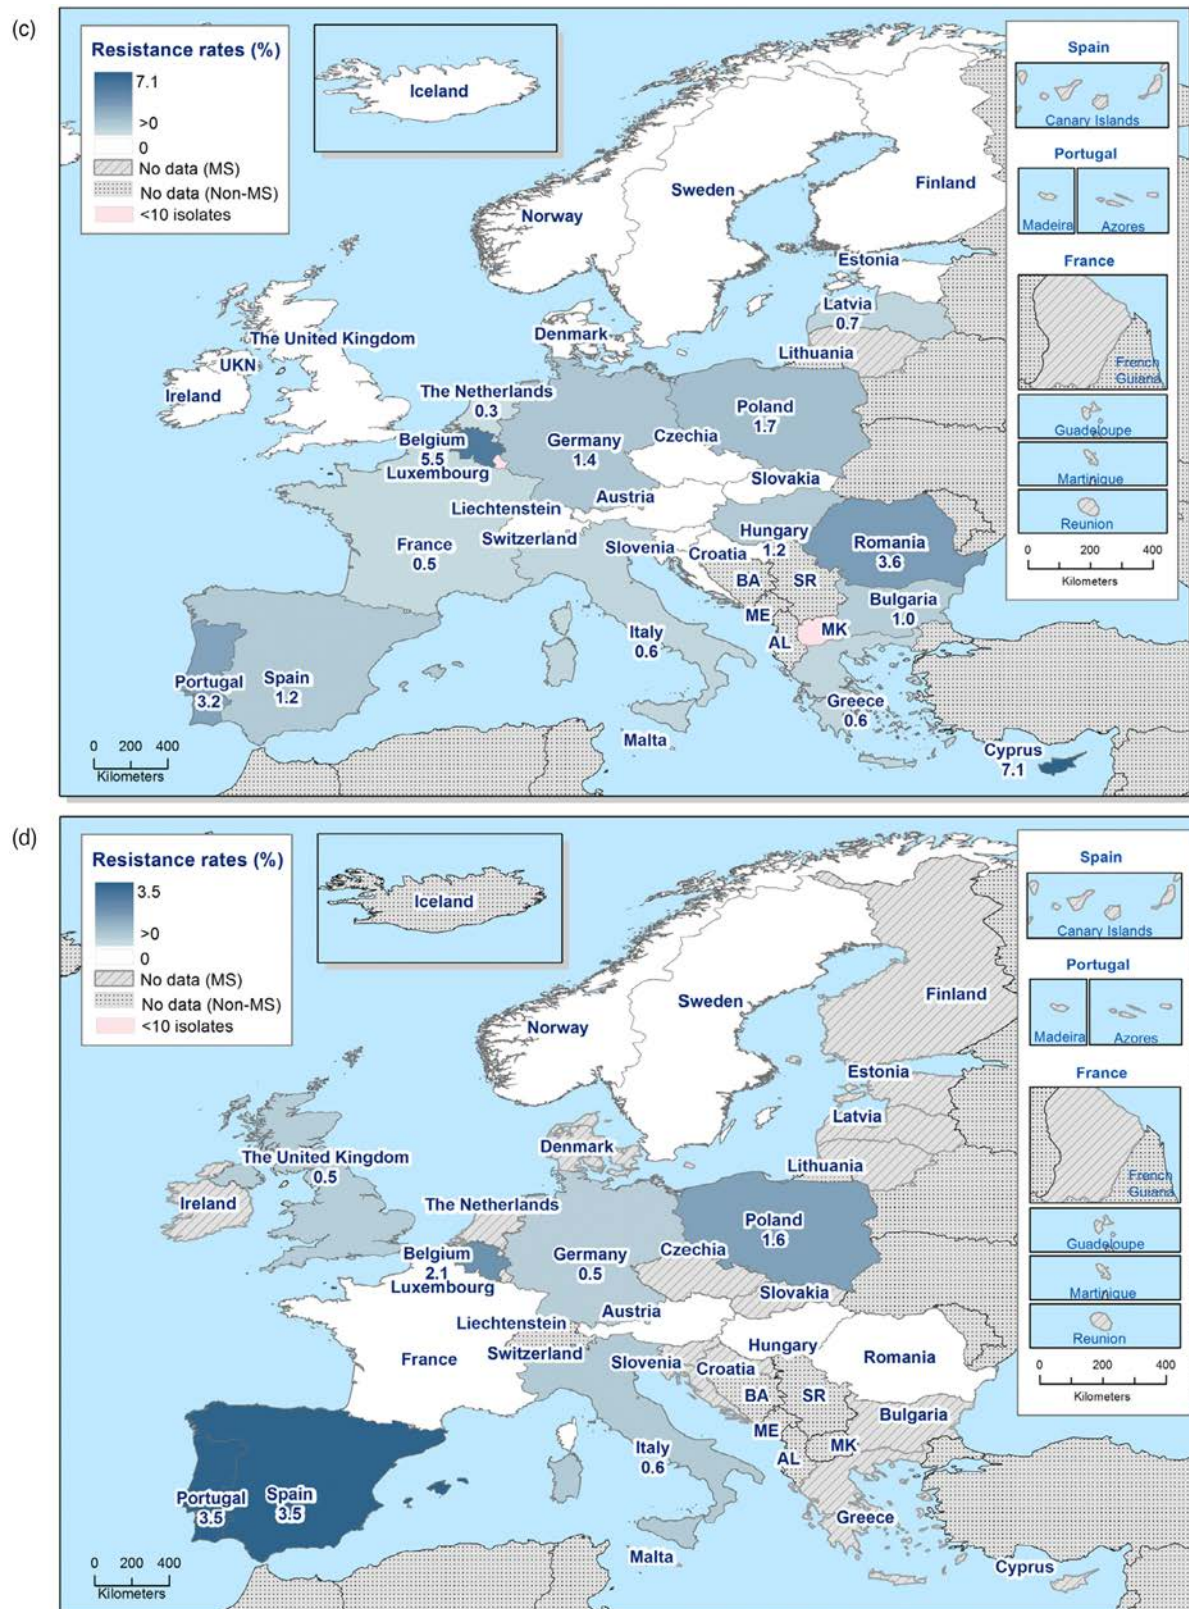 (c)
Resistance rates (%)
7.1
>0
0
No data (MS)
No data (Non-MS)
<10 isolates
Iceland
Spain
Canary Islands
Portugal
Madeira
Azores
France
French
Guiana
Guadeloupe
Martinique
Reunion
0 200 400
Kilometers
Norway
Sweden
Finland
Estonia
Latvia
0.7
Lithuania
Denmark
The United Kingdom
UKN
Ireland
The Netherlands
0.3
Belgium
5.5
Luxembourg
Germany
1.4
Poland
1.7
Czechia
Slovakia
Austria
Liechtenstein
Switzerland
France
0.5
Slovenia
Croatia
Hungary
1.2
Romania
3.6
BA
SR
ME
MK
AL
Bulgaria
1.0
Italy
0.6
Portugal
3.2
Spain
1.2
Greece
0.6
Malta
Cyprus
7.1
0 200 400
Kilometers
(d)
Resistance rates (%)
3.5
>0
0
No data (MS)
No data (Non-MS)
<10 isolates
Iceland
Spain
Canary Islands
Portugal
Madeira
Azores
France
French
Guiana
Guadeloupe
Martinique
Reunion
0 200 400
Kilometers
Norway
Sweden
Finland
Estonia
Latvia
Lithuania
Denmark
The United Kingdom
0.5
Ireland
The Netherlands
Belgium
2.1
Luxembourg
Germany
0.5
Poland
1.6
Czechia
Slovakia
Austria
Liechtenstein
Switzerland
France
Slovenia
Croatia
Hungary
Romania
BA
SR
ME
MK
AL
Bulgaria
Italy
0.6
Portugal
3.5
Spain
3.5
Greece
Malta
Cyprus
0 200 400
Kilometers